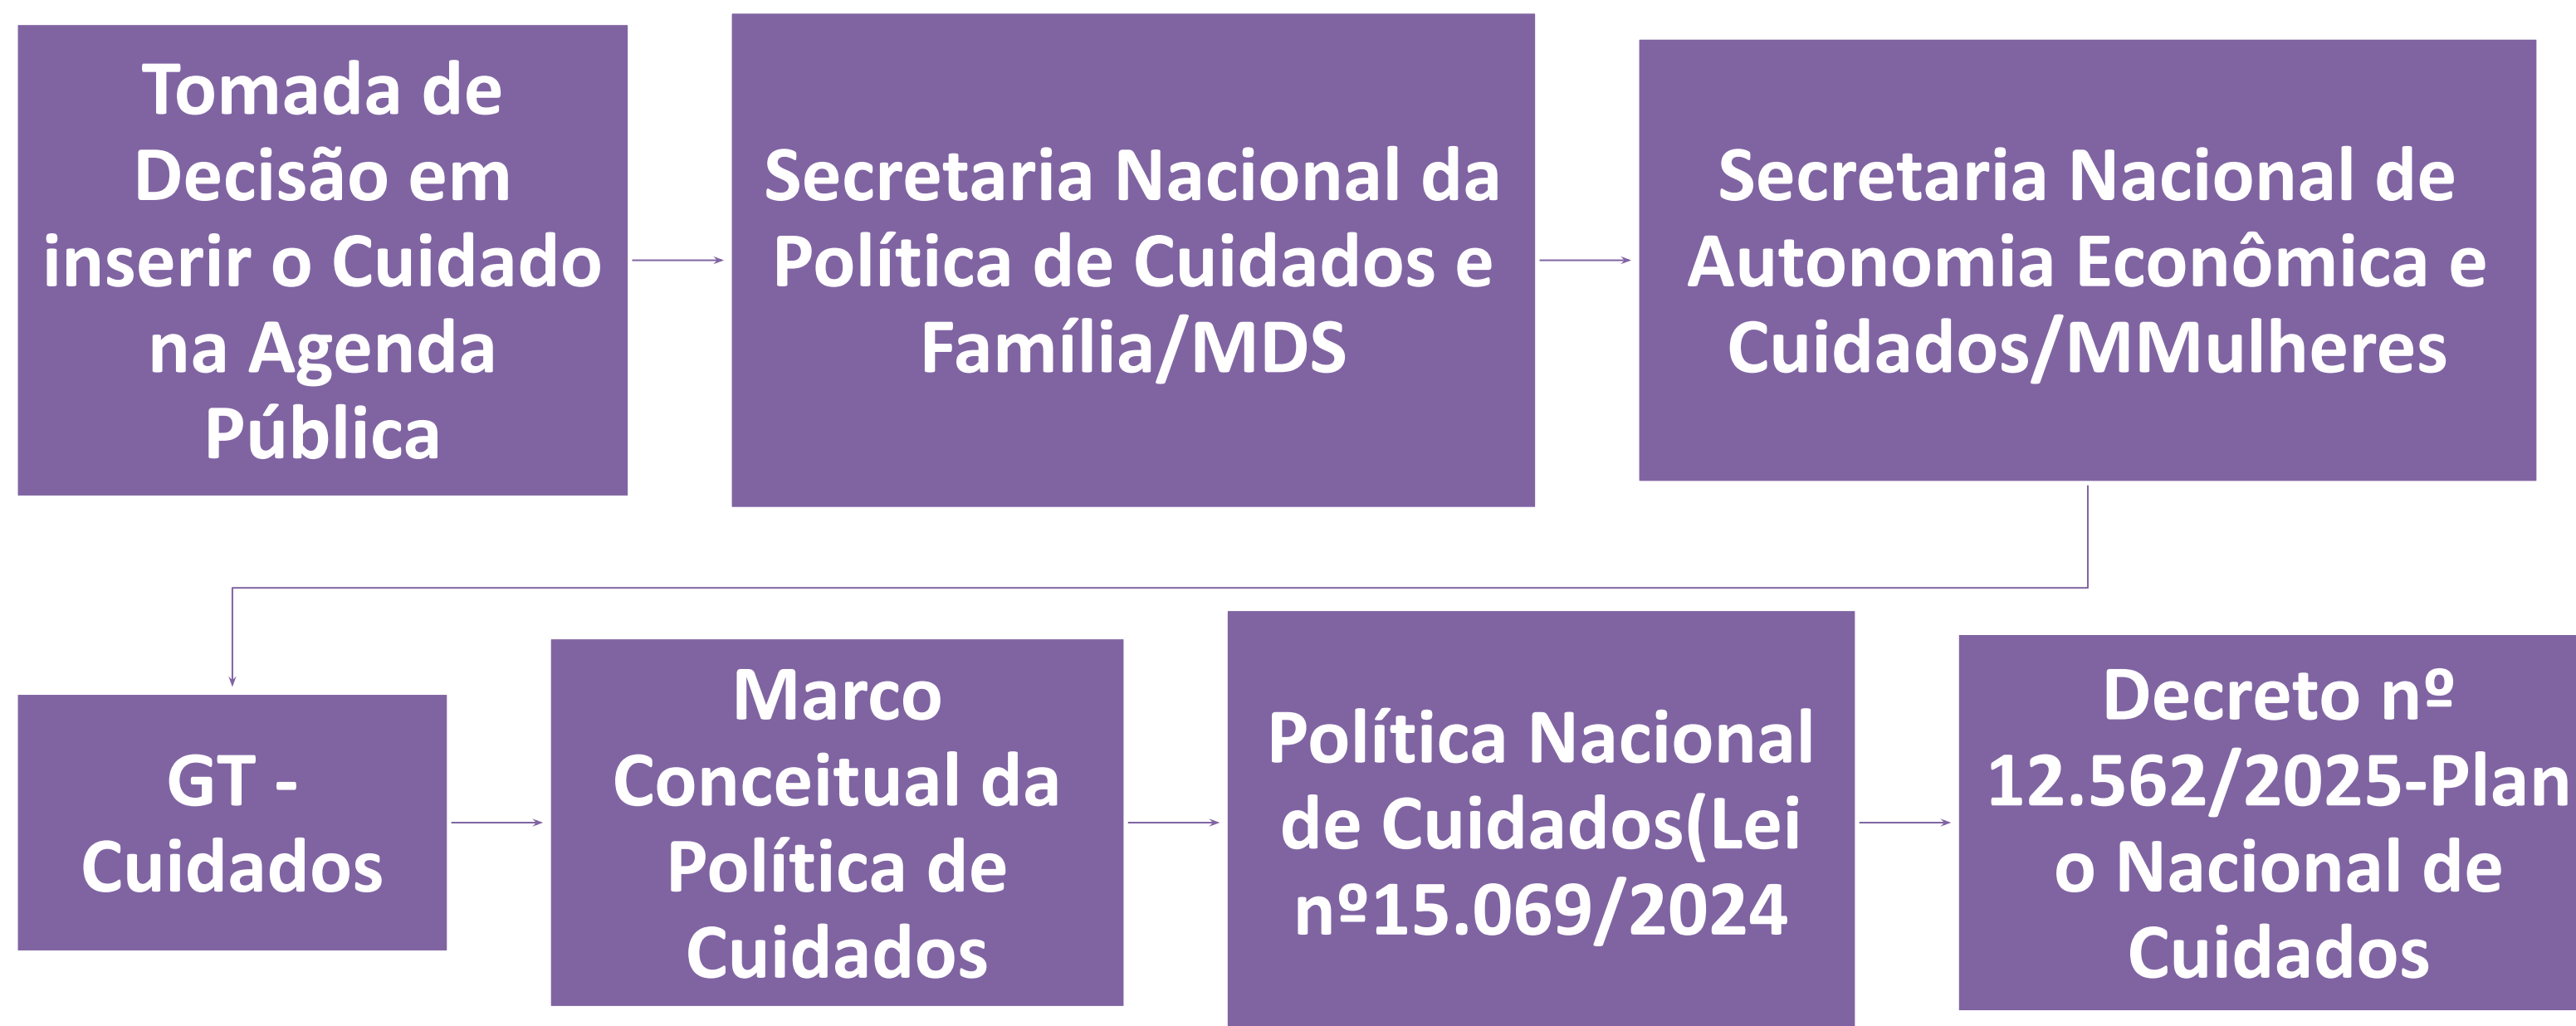 Tomada de
Decisão em
inserir o Cuidado
na Agenda
Pública
Secretaria Nacional da
Política de Cuidados e
Família/MDS
Secretaria Nacional de
Autonomia Econômica e
Cuidados/MMulheres
GT -
Cuidados
Marco
Conceitual da
Política de
Cuidados
Política Nacional
de Cuidados(Lei
nº15.069/2024
Decreto nº
12.562/2025-Plan
o Nacional de
Cuidados